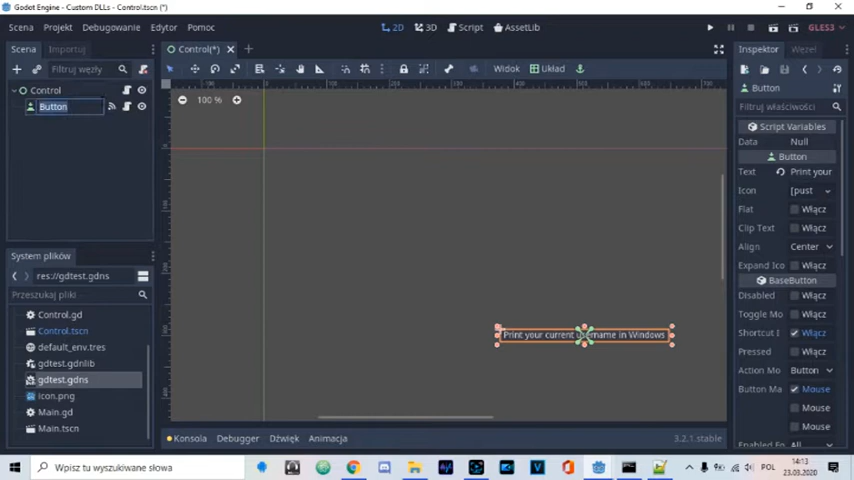 Godot Engine - Custom DLLs - Control.tscn (*)
Scena Projekt Debugowanie Edytor Pomoc
2D 3D Script AssetLib
GLES3
Scena Importuj
Control(*)
Inspektor Węzeł
Filtruj węzły
Widok Układ
Control
Button
100 %
Button
Filtruj właściwości
Script Variables
Data Null
Button
Text Print your
Icon [pust
Flat Włącz
Clip Text Włącz
Align Center
Expand Ico Włącz
BaseButton
Disabled Włącz
Toggle Mo Włącz
Shortcut I Włącz
Pressed Włącz
Action Mo Button
Button Ma Mouse
Mouse
Mouse
System plików
res://gdtest.gdns
Przeszukaj pliki
Control.gd
Control.tscn
default_env.tres
gdtest.gdnlib
gdtest.gdns
icon.png
Main.gd
Main.tscn
Print your current username in Windows
Konsola Debugger Dźwięk Animacja
3.2.1.stable
Wpisz tu wyszukiwane słowa
POL
14:13
23.03.2020